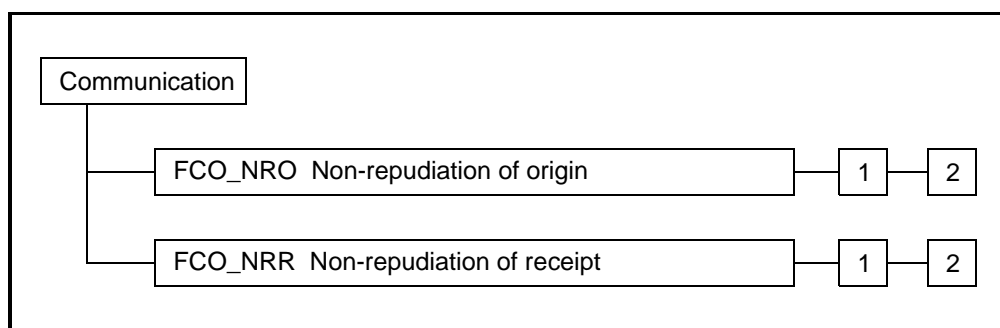 Communication
FCO_NRO Non-repudiation of origin 1 2
FCO_NRR Non-repudiation of receipt 1 2